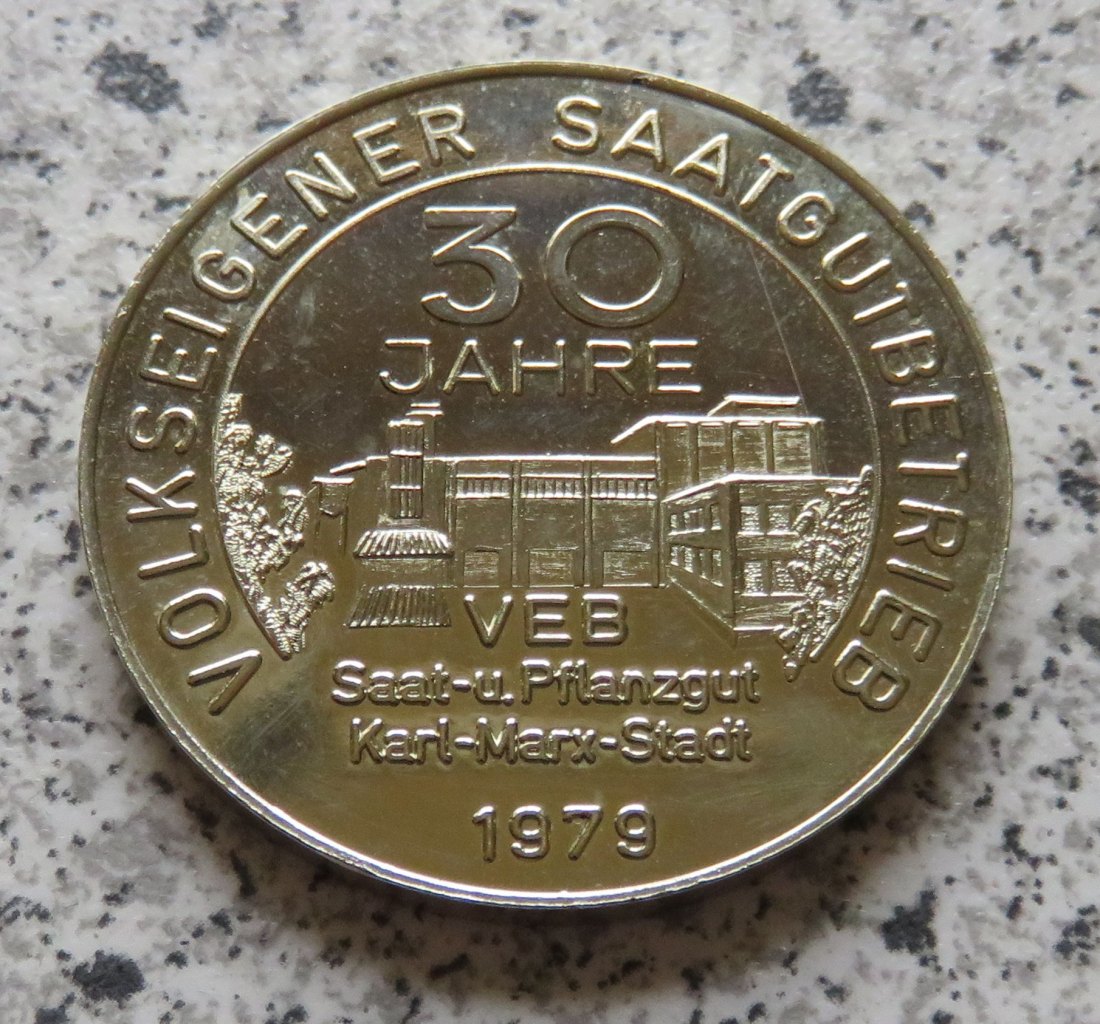 VOLKSEIGENER SAATGUTBETRIEB
30
JAHRE
VEB
Saat-u. Pflanzgut
Karl-Marx-Stadt
1979